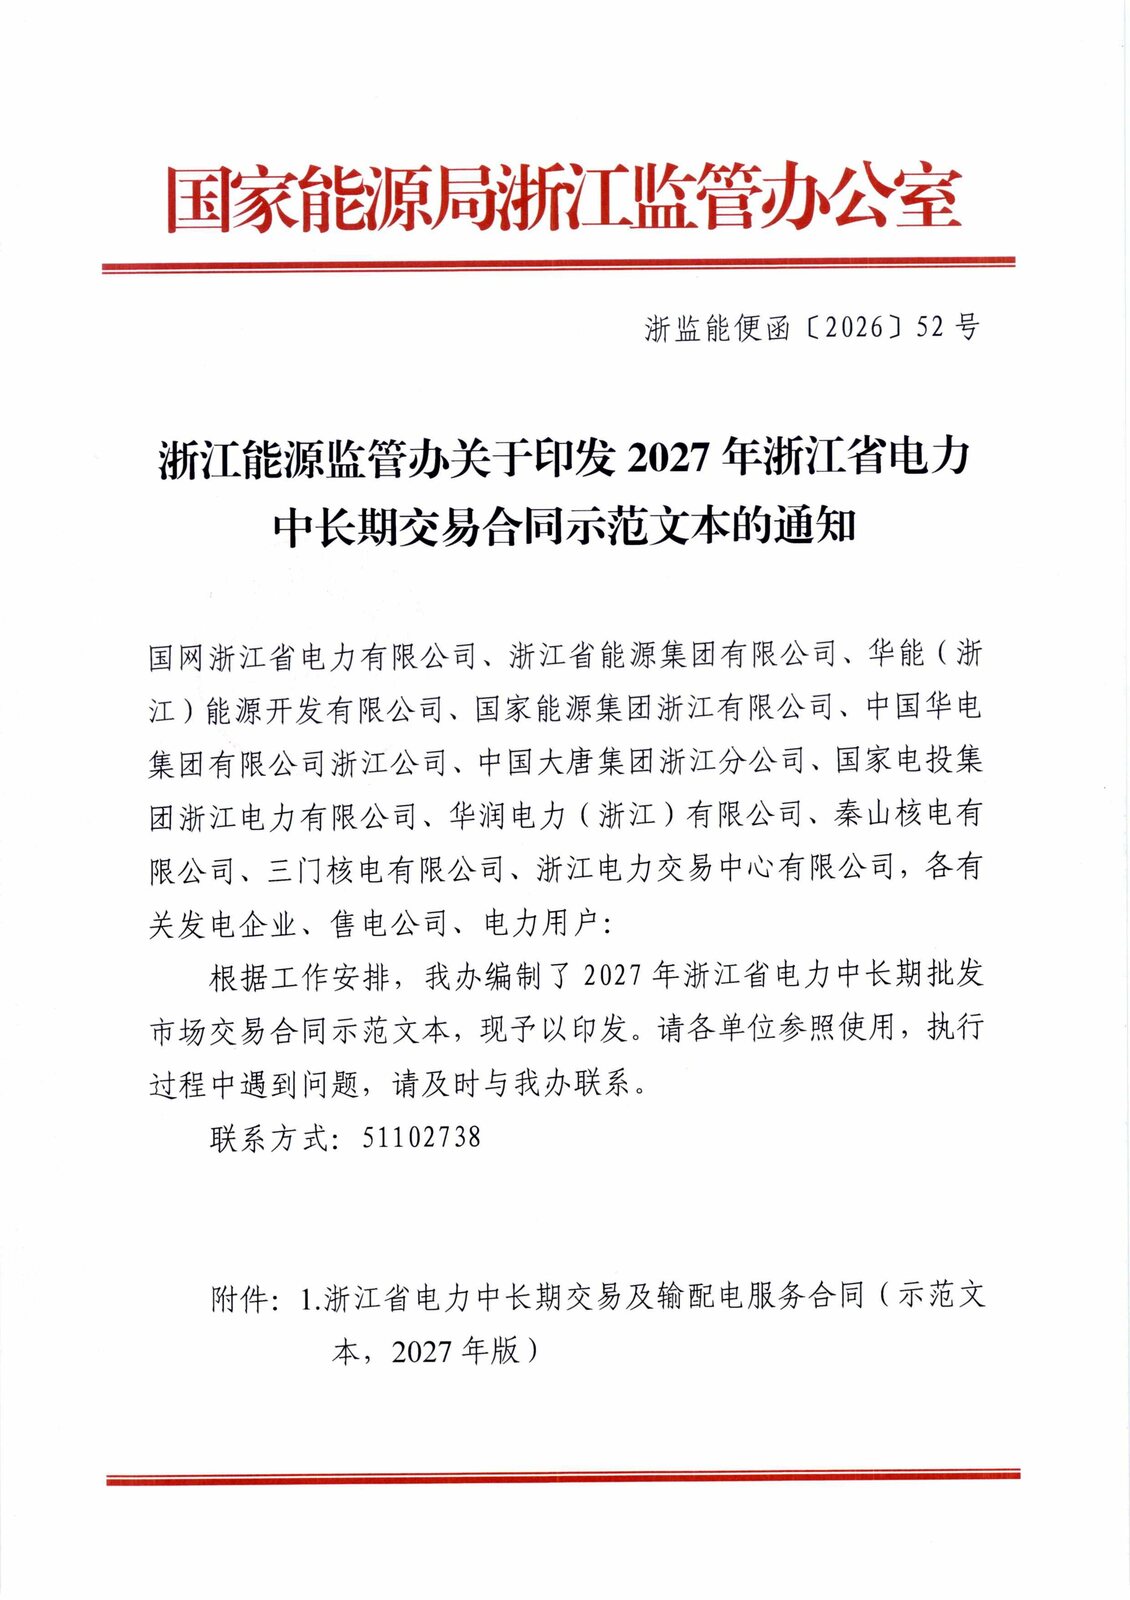 国家能源局浙江监管办公室
浙监能便函〔2026〕52 号
浙江能源监管办关于印发 2027 年浙江省电力
中长期交易合同示范文本的通知
国网浙江省电力有限公司、浙江省能源集团有限公司、华能（浙
江）能源开发有限公司、国家能源集团浙江有限公司、中国华电
集团有限公司浙江公司、中国大唐集团浙江分公司、国家电投集
团浙江电力有限公司、华润电力（浙江）有限公司、秦山核电有
限公司、三门核电有限公司、浙江电力交易中心有限公司，各有
关发电企业、售电公司、电力用户：
根据工作安排，我办编制了 2027 年浙江省电力中长期批发
市场交易合同示范文本，现予以印发。请各单位参照使用，执行
过程中遇到问题，请及时与我办联系。
联系方式：51102738
附件：1.浙江省电力中长期交易及输配电服务合同（示范文
本，2027 年版）